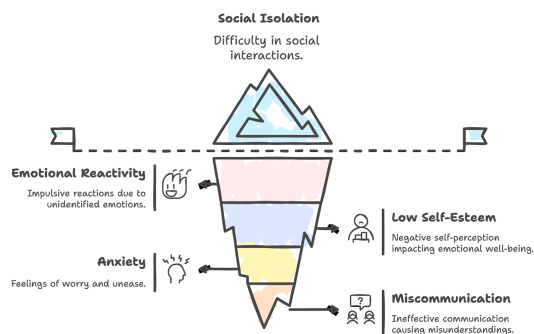 Social Isolation
Difficulty in social
interactions.
Emotional Reactivity
Impulsive reactions due to
unidentified emotions.
Low Self-Esteem
Negative self-perception
impacting emotional well-being.
Anxiety
Feelings of worry and unease.
?
Miscommunication
Ineffective communication
causing misunderstandings.